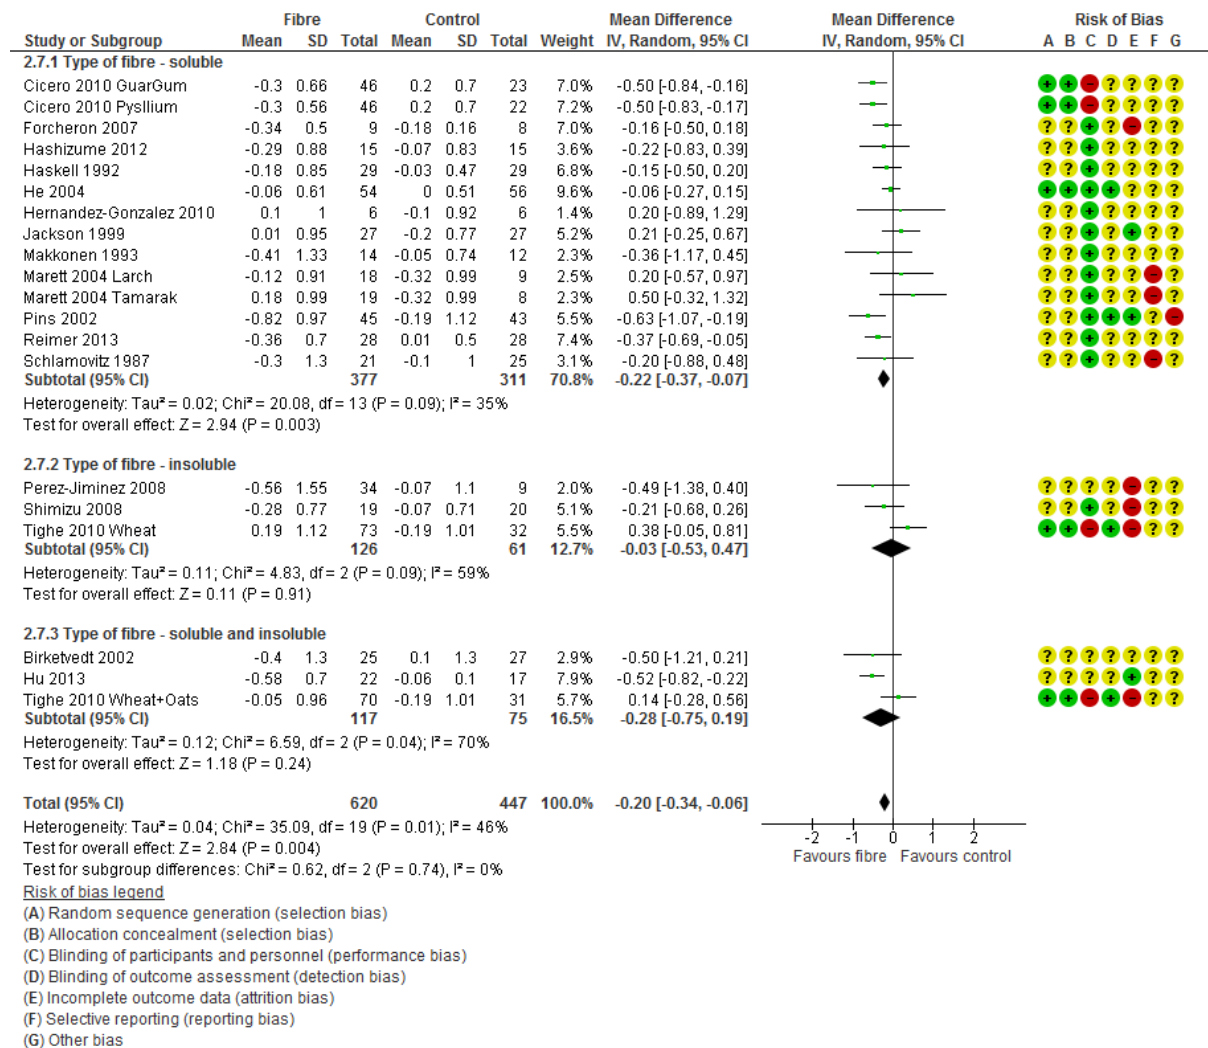 Fibre Control Mean Difference Mean Difference Risk of Bias
Study or Subgroup Mean SD Total Mean SD Total Weight IV, Random, 95% CI IV, Random, 95% CI A B C D E F G
2.7.1 Type of fibre - soluble
Cicero 2010 GuarGum -0.3 0.66 46 0.2 0.7 23 7.0% -0.50 [-0.84, -0.16] + + - ? ? ? ?
Cicero 2010 Pysllium -0.3 0.56 46 0.2 0.7 22 7.2% -0.50 [-0.83, -0.17] + + - ? ? ? ?
Forcheron 2007 -0.34 0.5 9 -0.18 0.16 8 7.0% -0.16 [-0.50, 0.18] ? ? + ? - ? ?
Hashizume 2012 -0.29 0.88 15 -0.07 0.83 15 3.6% -0.22 [-0.83, 0.39] ? ? + ? ? ? ?
Haskell 1992 -0.18 0.85 29 -0.03 0.47 29 6.8% -0.15 [-0.50, 0.20] ? ? + ? ? ? ?
He 2004 -0.06 0.61 54 0 0.51 56 9.6% -0.06 [-0.27, 0.15] + + + + ? ? ?
Hernandez-Gonzalez 2010 0.1 1 6 -0.1 0.92 6 1.4% 0.20 [-0.89, 1.29] ? ? + ? ? ? ?
Jackson 1999 0.01 0.95 27 -0.2 0.77 27 5.2% 0.21 [-0.25, 0.67] ? ? + ? + ? ?
Makkonen 1993 -0.41 1.33 14 -0.05 0.74 12 2.3% -0.36 [-1.17, 0.45] ? ? + ? ? ? ?
Marett 2004 Larch -0.12 0.91 18 -0.32 0.99 9 2.5% 0.20 [-0.57, 0.97] ? ? + ? ? - ?
Marett 2004 Tamarak 0.18 0.99 19 -0.32 0.99 8 2.3% 0.50 [-0.32, 1.32] ? ? + ? ? - ?
Pins 2002 -0.82 0.97 45 -0.19 1.12 43 5.5% -0.63 [-1.07, -0.19] ? ? + + + ? -
Reimer 2013 -0.36 0.7 28 0.01 0.5 28 7.4% -0.37 [-0.69, -0.05] ? ? + ? ? ? ?
Schlamovitz 1987 -0.3 1.3 21 -0.1 1 25 3.1% -0.20 [-0.88, 0.48] ? ? + ? ? - ?
Subtotal (95% CI) 377 311 70.8% -0.22 [-0.37, -0.07]
Heterogeneity: Tau² = 0.02; Chi² = 20.08, df = 13 (P = 0.09); I² = 35%
Test for overall effect: Z = 2.94 (P = 0.003)
2.7.2 Type of fibre - insoluble
Perez-Jiminez 2008 -0.56 1.55 34 -0.07 1.1 9 2.0% -0.49 [-1.38, 0.40] ? ? ? ? - ? ?
Shimizu 2008 -0.28 0.77 19 -0.07 0.71 20 5.1% -0.21 [-0.68, 0.26] ? ? + ? - ? ?
Tighe 2010 Wheat 0.19 1.12 73 -0.19 1.01 32 5.5% 0.38 [-0.05, 0.81] + + - + - ? ?
Subtotal (95% CI) 126 61 12.7% -0.03 [-0.53, 0.47]
Heterogeneity: Tau² = 0.11; Chi² = 4.83, df = 2 (P = 0.09); I² = 59%
Test for overall effect: Z = 0.11 (P = 0.91)
2.7.3 Type of fibre - soluble and insoluble
Birketvedt 2002 -0.4 1.3 25 0.1 1.3 27 2.9% -0.50 [-1.21, 0.21] ? ? ? ? ? ? ?
Hu 2013 -0.58 0.7 22 -0.06 0.1 17 7.9% -0.52 [-0.82, -0.22] ? ? ? ? + ? ?
Tighe 2010 Wheat+Oats -0.05 0.96 70 -0.19 1.01 31 5.7% 0.14 [-0.28, 0.56] + + - + - ? ?
Subtotal (95% CI) 117 75 16.5% -0.28 [-0.75, 0.19]
Heterogeneity: Tau² = 0.12; Chi² = 6.59, df = 2 (P = 0.04); I² = 70%
Test for overall effect: Z = 1.18 (P = 0.24)
Total (95% CI) 620 447 100.0% -0.20 [-0.34, -0.06]
Heterogeneity: Tau² = 0.04; Chi² = 35.09, df = 19 (P = 0.01); I² = 46%
Test for overall effect: Z = 2.84 (P = 0.004)
Test for subgroup differences: Chi² = 0.62, df = 2 (P = 0.74), I² = 0%
-2 -1 0 1 2
Favours fibre Favours control
Risk of bias legend
(A) Random sequence generation (selection bias)
(B) Allocation concealment (selection bias)
(C) Blinding of participants and personnel (performance bias)
(D) Blinding of outcome assessment (detection bias)
(E) Incomplete outcome data (attrition bias)
(F) Selective reporting (reporting bias)
(G) Other bias